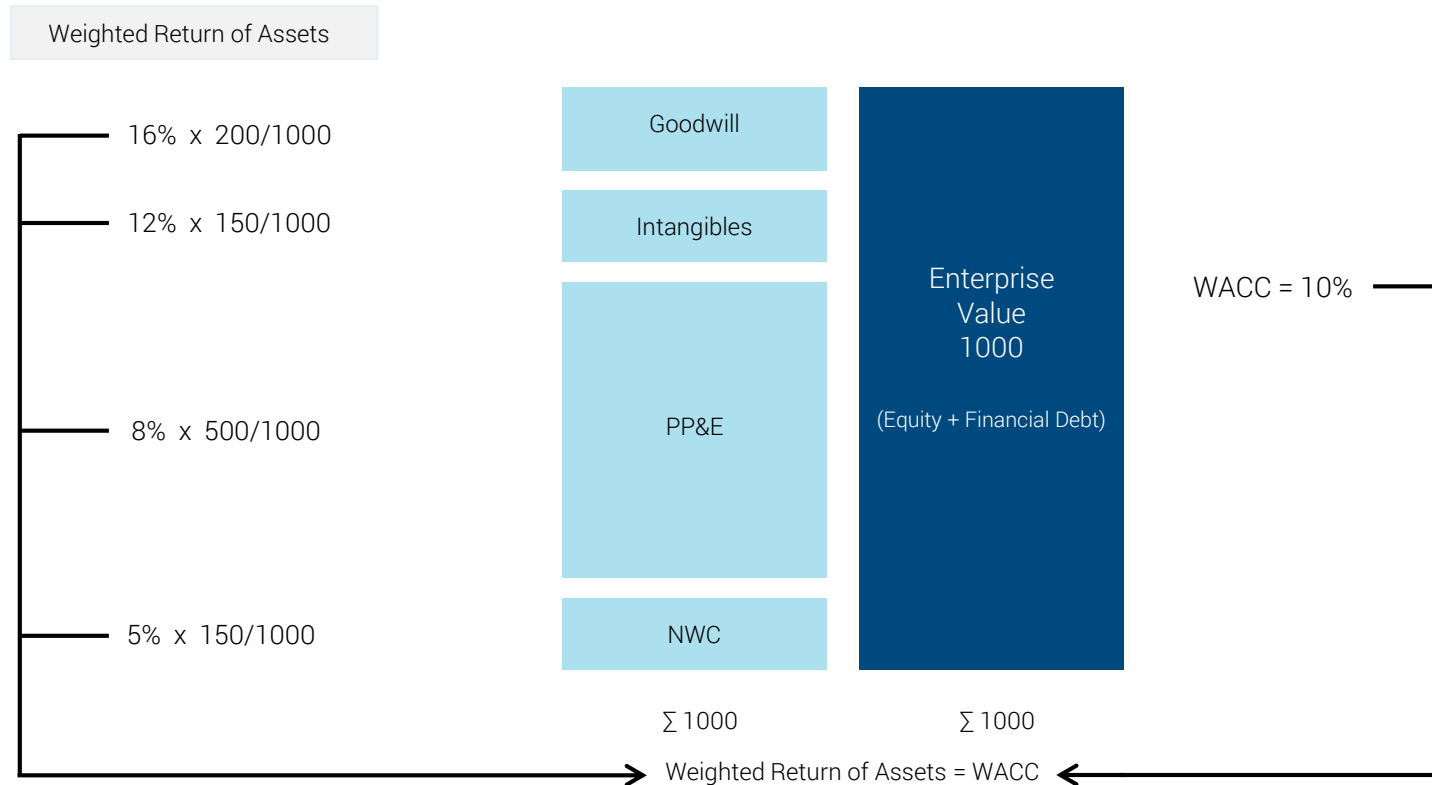 Weighted Return of Assets
16% x 200/1000
Goodwill
12% x 150/1000
Intangibles
Enterprise
Value
1000
(Equity + Financial Debt)
WACC = 10%
8% x 500/1000
PP&E
5% x 150/1000
NWC
∑ 1000
∑ 1000
Weighted Return of Assets = WACC